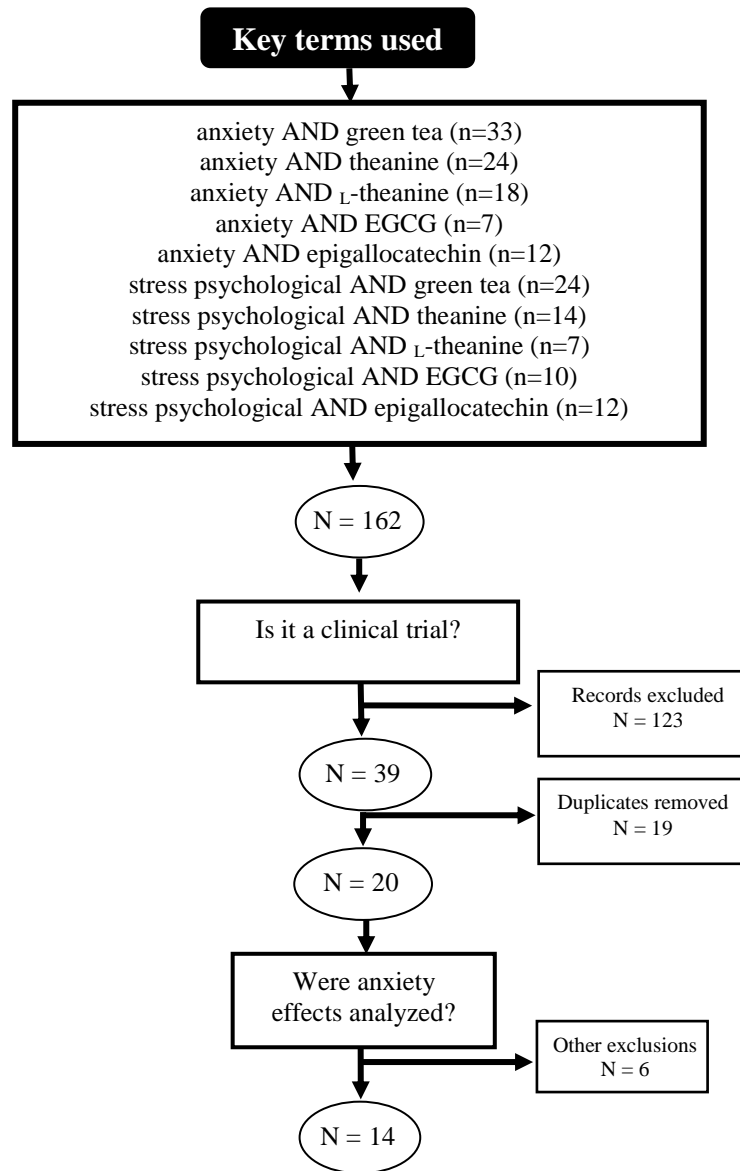 Key terms used
anxiety AND green tea (n=33)
anxiety AND theanine (n=24)
anxiety AND L-theanine (n=18)
anxiety AND EGCG (n=7)
anxiety AND epigallocatechin (n=12)
stress psychological AND green tea (n=24)
stress psychological AND theanine (n=14)
stress psychological AND L-theanine (n=7)
stress psychological AND EGCG (n=10)
stress psychological AND epigallocatechin (n=12)
N = 162
Is it a clinical trial?
Records excluded
N = 123
N = 39
Duplicates removed
N = 19
N = 20
Were anxiety
effects analyzed?
Other exclusions
N = 6
N = 14